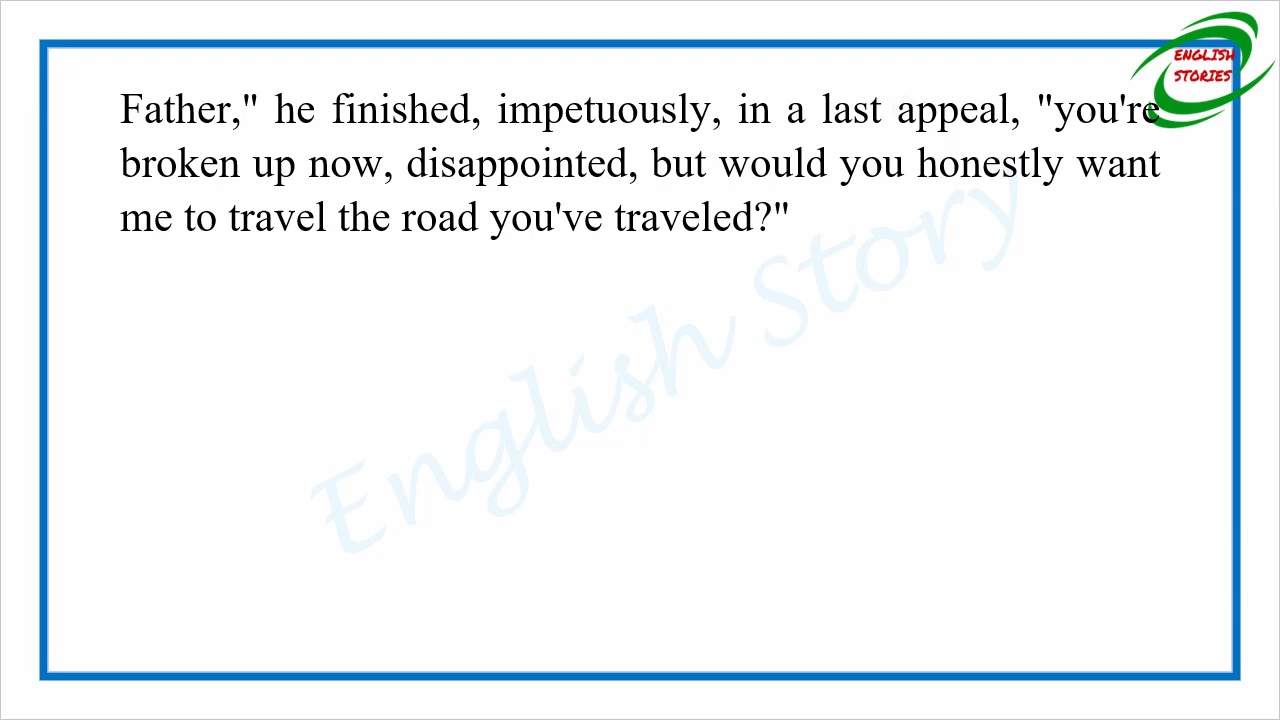 ENGLISH
STORIES
Father," he finished, impetuously, in a last appeal, "you're
broken up now, disappointed, but would you honestly want
me to travel the road you've traveled?"
English Story